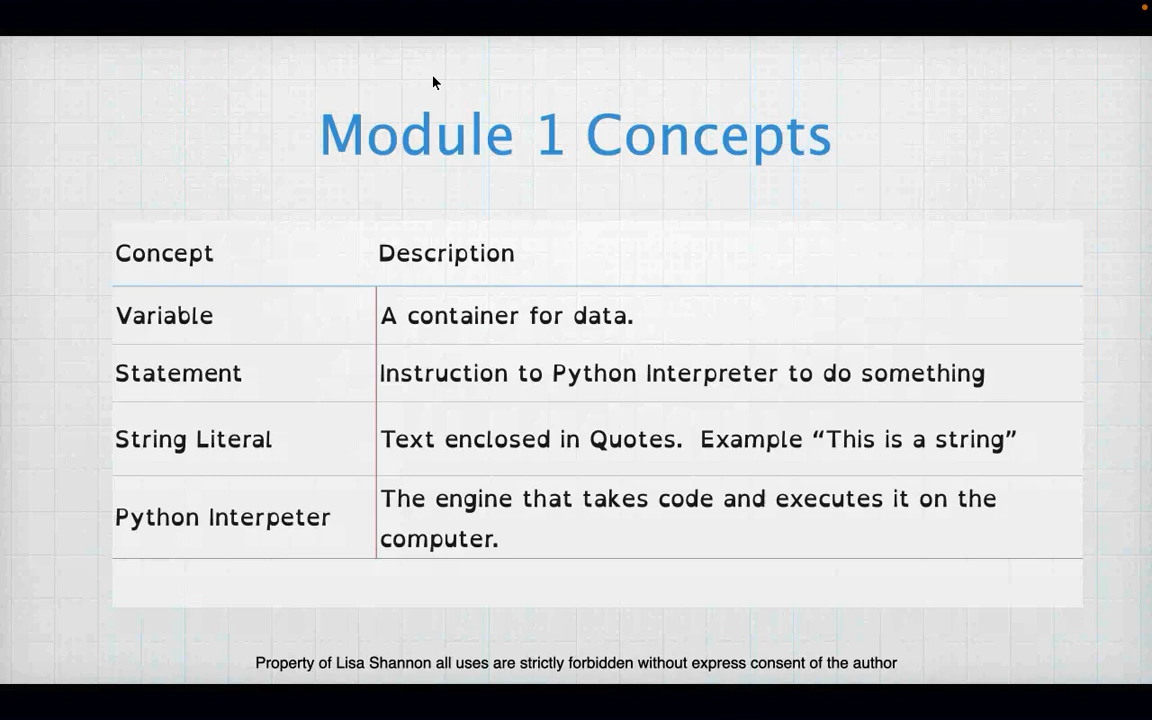 Module 1 Concepts
Concept Description
Variable A container for data.
Statement Instruction to Python Interpreter to do something
String Literal Text enclosed in Quotes.  Example “This is a string”
Python Interpeter The engine that takes code and executes it on the
computer.
Property of Lisa Shannon all uses are strictly forbidden without express consent of the author